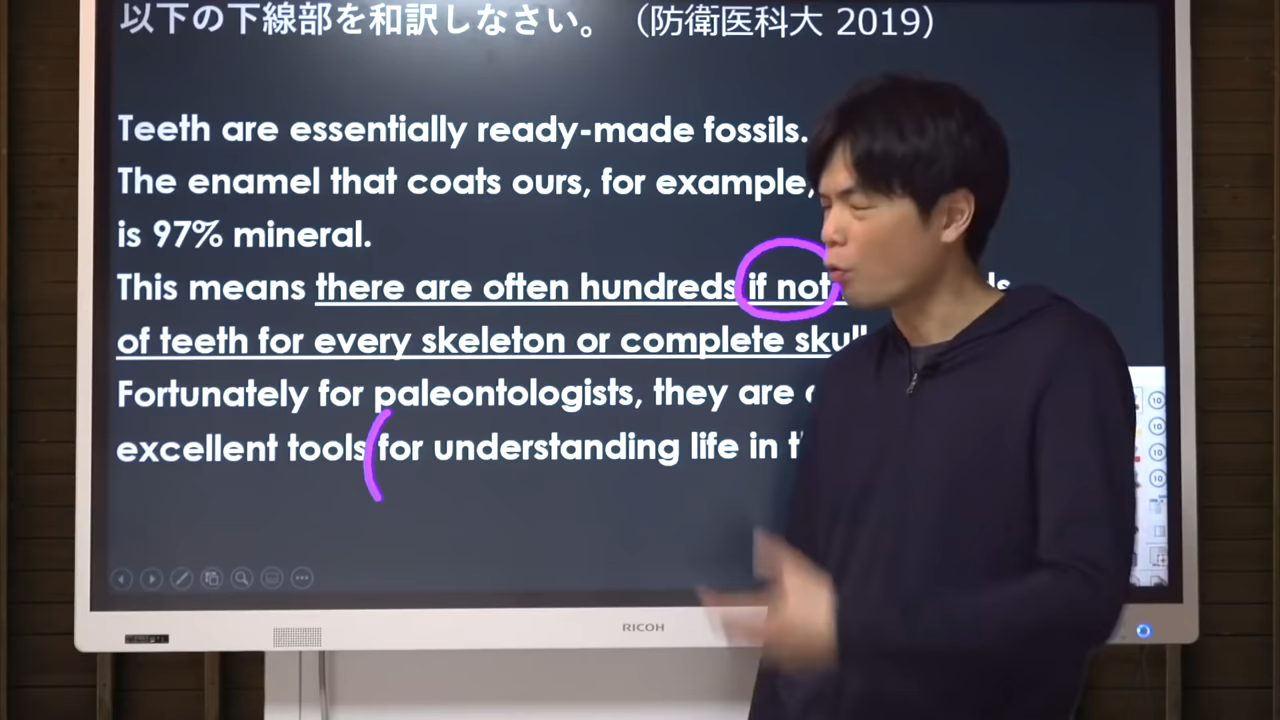 以下の下線部を和訳しなさい。（防衛医科大 2019）
Teeth are essentially ready-made fossils.
The enamel that coats ours, for example,
is 97% mineral.
This means there are often hundreds if not
of teeth for every skeleton or complete skull
Fortunately for paleontologists, they are
excellent tools for understanding life in
RICOH